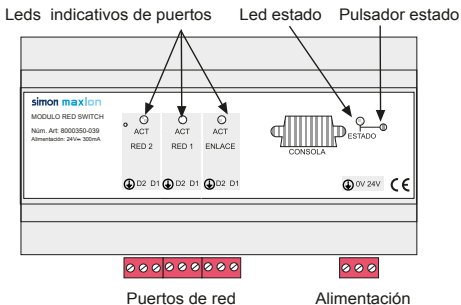 Leds indicativos de puertos Led estado Pulsador estado
simon maxlon
MODULO RED SWITCH
Núm. Art: 8000350-039
Alimentación: 24V⎓ 300mA
ACT ACT ACT
RED 2 RED 1 ENLACE
CONSOLA
ESTADO
D2 D1 D2 D1 D2 D1
0V 24V CE
Puertos de red Alimentación